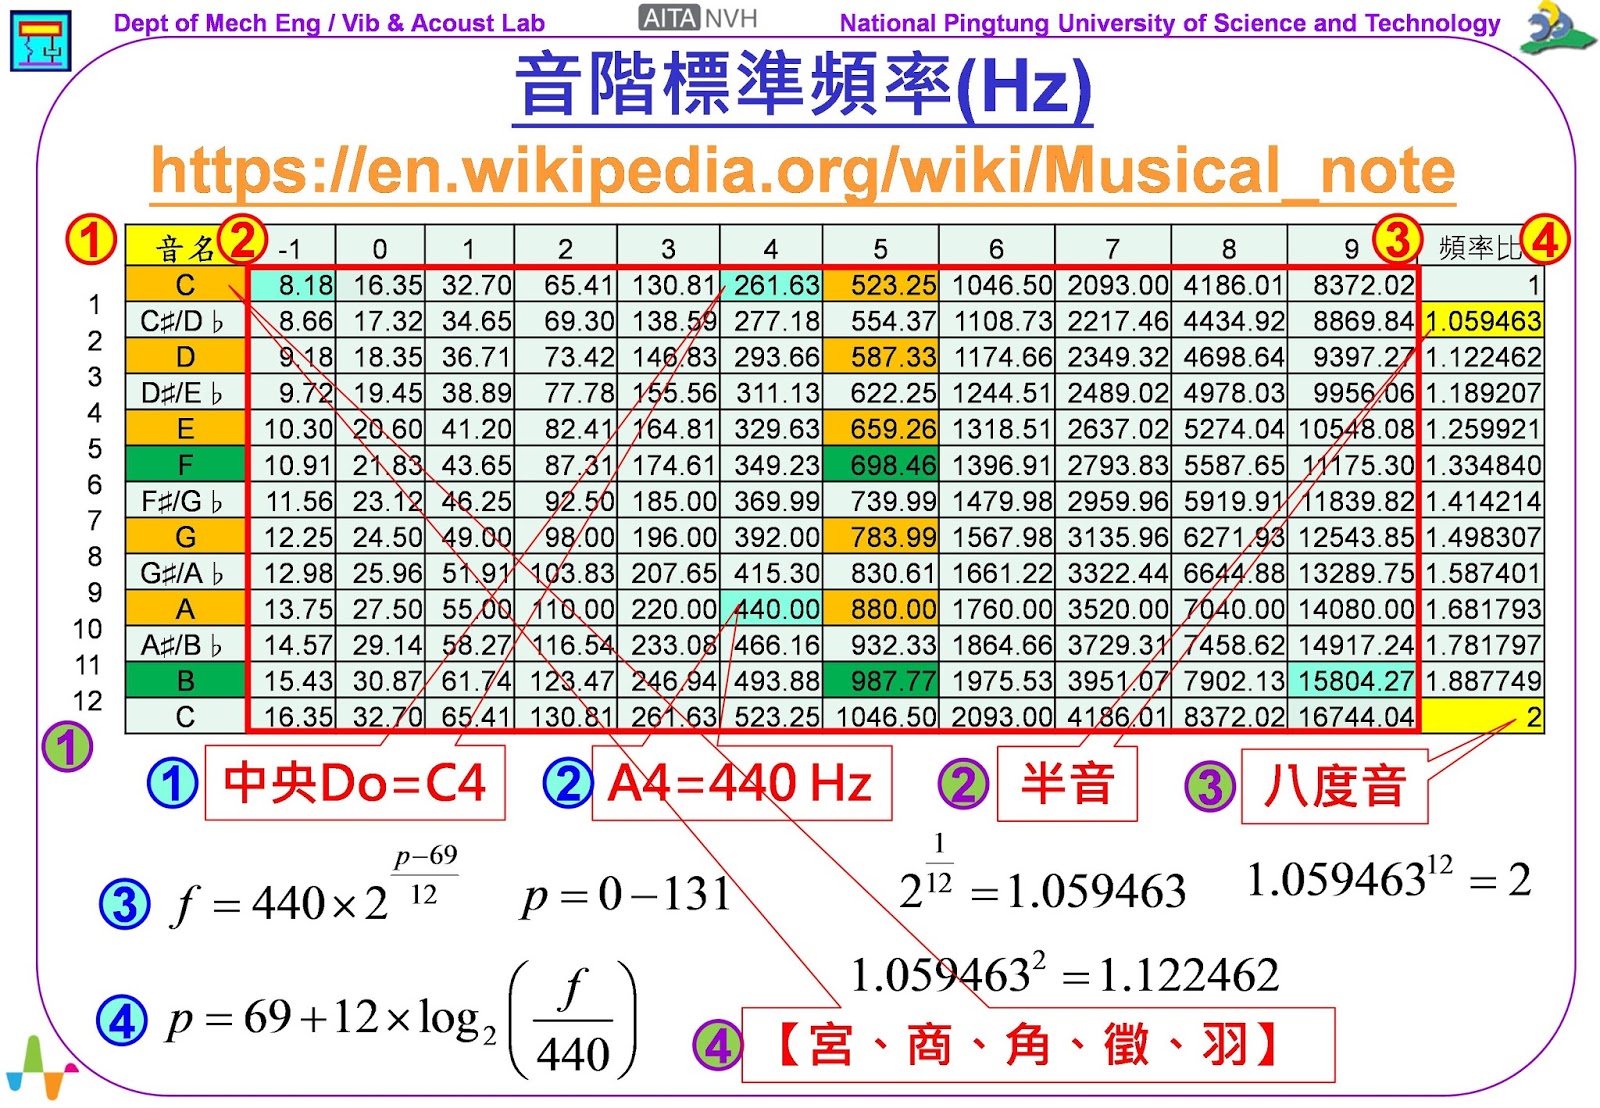 Dept of Mech Eng / Vib & Acoust Lab AITA NVH National Pingtung University of Science and Technology
音階標準頻率(Hz)
https://en.wikipedia.org/wiki/Musical_note
1 音名 2 -1 0 1 2 3 4 5 6 7 8 9 3 頻率比 4
C 8.18 16.35 32.70 65.41 130.81 261.63 523.25 1046.50 2093.00 4186.01 8372.02 1
1 C♯/D♭ 8.66 17.32 34.65 69.30 138.59 277.18 554.37 1108.73 2217.46 4434.92 8869.84 1.059463
2 D 9.18 18.35 36.71 73.42 146.83 293.66 587.33 1174.66 2349.32 4698.64 9397.27 1.122462
3 D♯/E♭ 9.72 19.45 38.89 77.78 155.56 311.13 622.25 1244.51 2489.02 4978.03 9956.06 1.189207
4 E 10.30 20.60 41.20 82.41 164.81 329.63 659.26 1318.51 2637.02 5274.04 10548.08 1.259921
5 F 10.91 21.83 43.65 87.31 174.61 349.23 698.46 1396.91 2793.83 5587.65 11175.30 1.334840
6 F♯/G♭ 11.56 23.12 46.25 92.50 185.00 369.99 739.99 1479.98 2959.96 5919.91 11839.82 1.414214
7 G 12.25 24.50 49.00 98.00 196.00 392.00 783.99 1567.98 3135.96 6271.93 12543.85 1.498307
8 G♯/A♭ 12.98 25.96 51.91 103.83 207.65 415.30 830.61 1661.22 3322.44 6644.88 13289.75 1.587401
9 A 13.75 27.50 55.00 110.00 220.00 440.00 880.00 1760.00 3520.00 7040.00 14080.00 1.681793
10 A♯/B♭ 14.57 29.14 58.27 116.54 233.08 466.16 932.33 1864.66 3729.31 7458.62 14917.24 1.781797
11 B 15.43 30.87 61.74 123.47 246.94 493.88 987.77 1975.53 3951.07 7902.13 15804.27 1.887749
12 C 16.35 32.70 65.41 130.81 261.63 523.25 1046.50 2093.00 4186.01 8372.02 16744.04 2
1
1 中央Do=C4 2 A4=440 Hz 2 半音 3 八度音
3 f = 440×2^((p−69)/12) p = 0−131 2^(1/12) = 1.059463 1.059463^12 = 2
1.059463^2 = 1.122462
4 p = 69+12×log₂(f/440) 4 【宮、商、角、徵、羽】